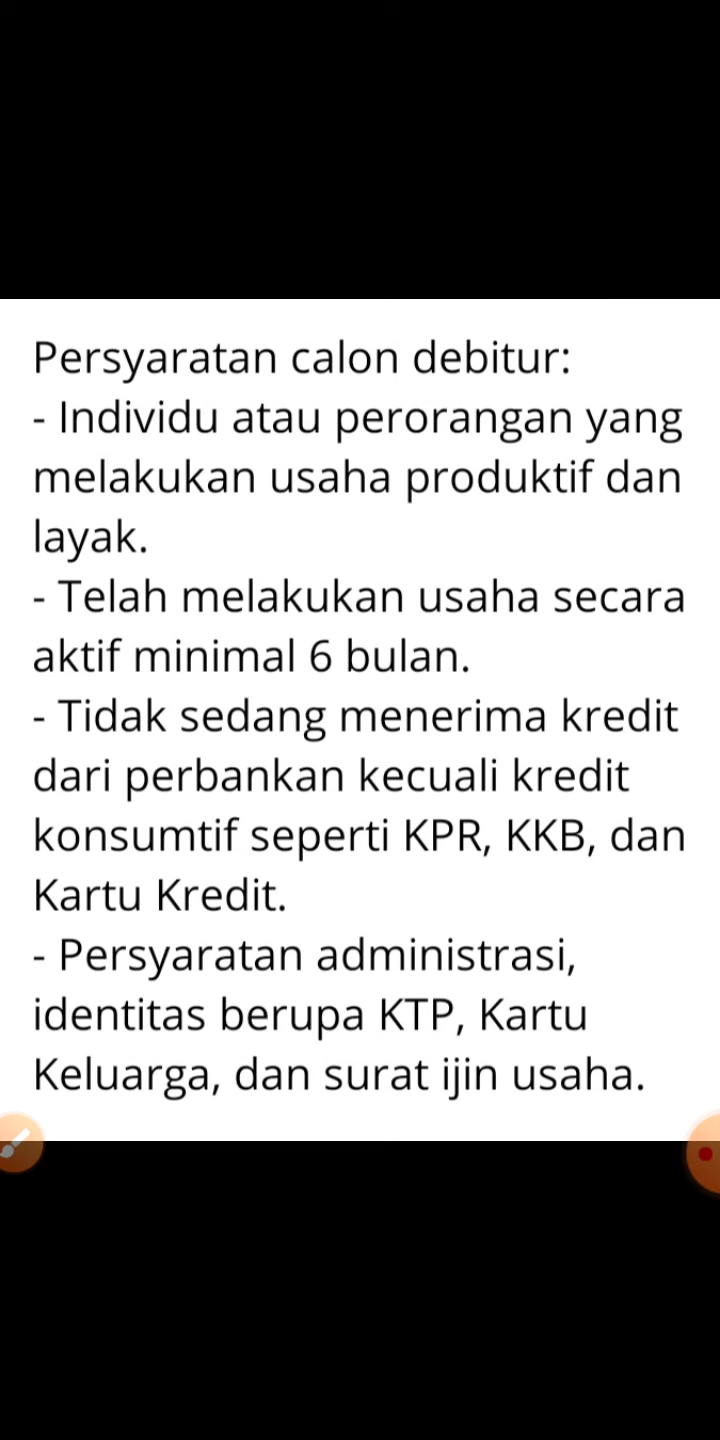 Persyaratan calon debitur:
- Individu atau perorangan yang
melakukan usaha produktif dan
layak.
- Telah melakukan usaha secara
aktif minimal 6 bulan.
- Tidak sedang menerima kredit
dari perbankan kecuali kredit
konsumtif seperti KPR, KKB, dan
Kartu Kredit.
- Persyaratan administrasi,
identitas berupa KTP, Kartu
Keluarga, dan surat ijin usaha.